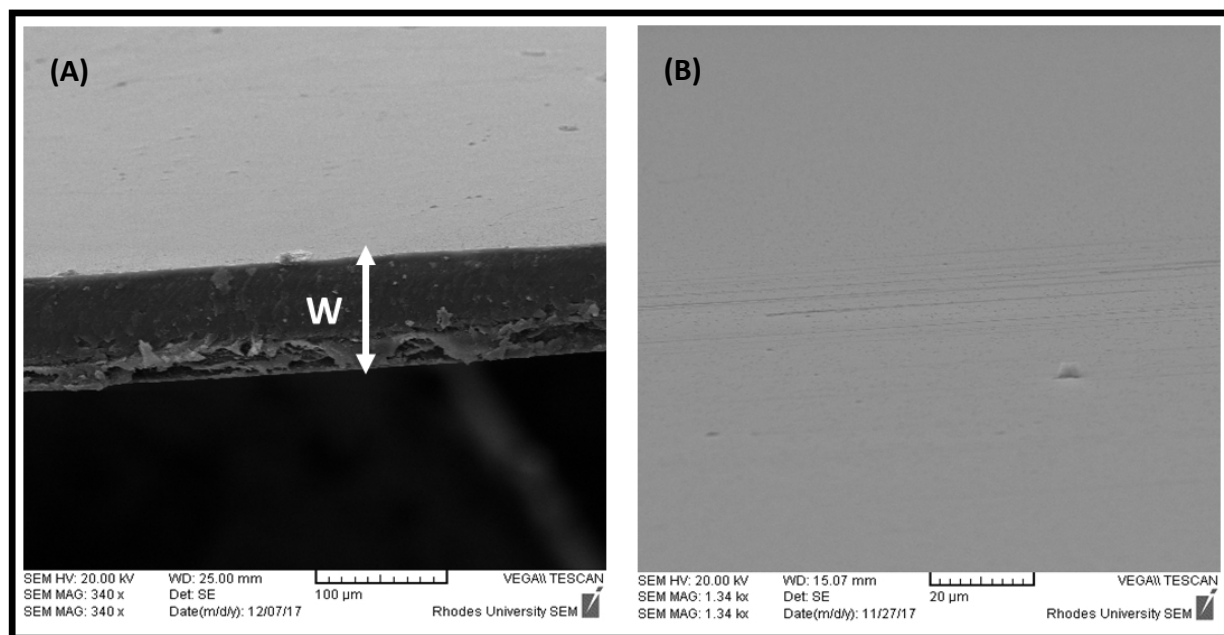 (A)
W
SEM HV: 20.00 kV WD: 25.00 mm
SEM MAG: 340 x Det: SE 100 µm
SEM MAG: 340 x Date(m/d/y): 12/07/17
VEGA\\ TESCAN
Rhodes University SEM
(B)
SEM HV: 20.00 kV WD: 15.07 mm
SEM MAG: 1.34 kx Det: SE 20 µm
SEM MAG: 1.34 kx Date(m/d/y): 11/27/17
VEGA\\ TESCAN
Rhodes University SEM